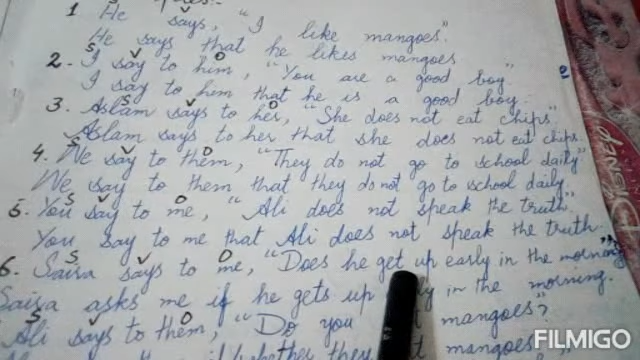 1 He says, "I like mangoes".
He says that he likes mangoes
2. I say to him, "You are a good boy"
I say to him that he is a good boy.
3. Aslam says to her, "She does not eat chips"
Aslam says to her that she does not eat chips.
4. We say to them, "They do not go to school daily"
We say to them that they do not go to school daily.
5. You say to me, "Ali does not speak the truth".
You say to me that Ali does not speak the truth.
6. Saira says to me, "Does he get up early in the morning"
Saira asks me if he gets up in the morning.
Ali says to them, "Do you mangoes?
whether they mangoes
DISNEY
FILMIGO